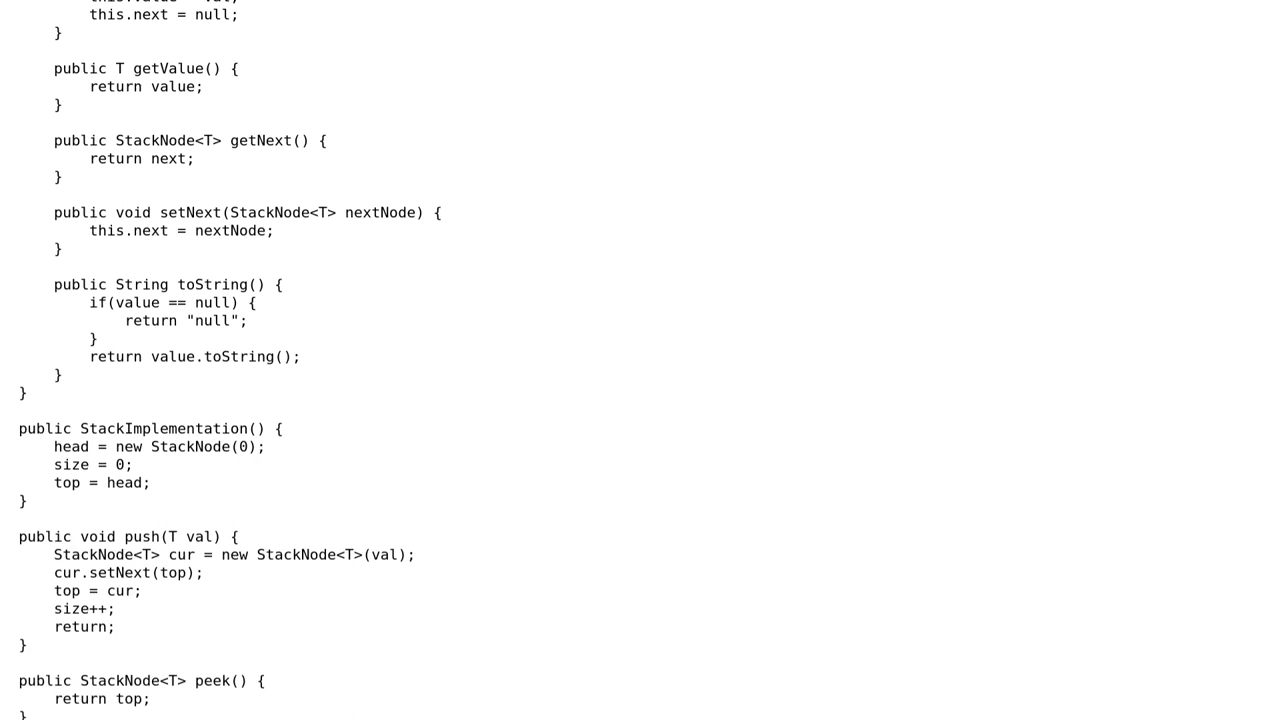 this.next = null;
    }

    public T getValue() {
        return value;
    }

    public StackNode<T> getNext() {
        return next;
    }

    public void setNext(StackNode<T> nextNode) {
        this.next = nextNode;
    }

    public String toString() {
        if(value == null) {
            return "null";
        }
        return value.toString();
    }
}

public StackImplementation() {
    head = new StackNode(0);
    size = 0;
    top = head;
}

public void push(T val) {
    StackNode<T> cur = new StackNode<T>(val);
    cur.setNext(top);
    top = cur;
    size++;
    return;
}

public StackNode<T> peek() {
    return top;
}